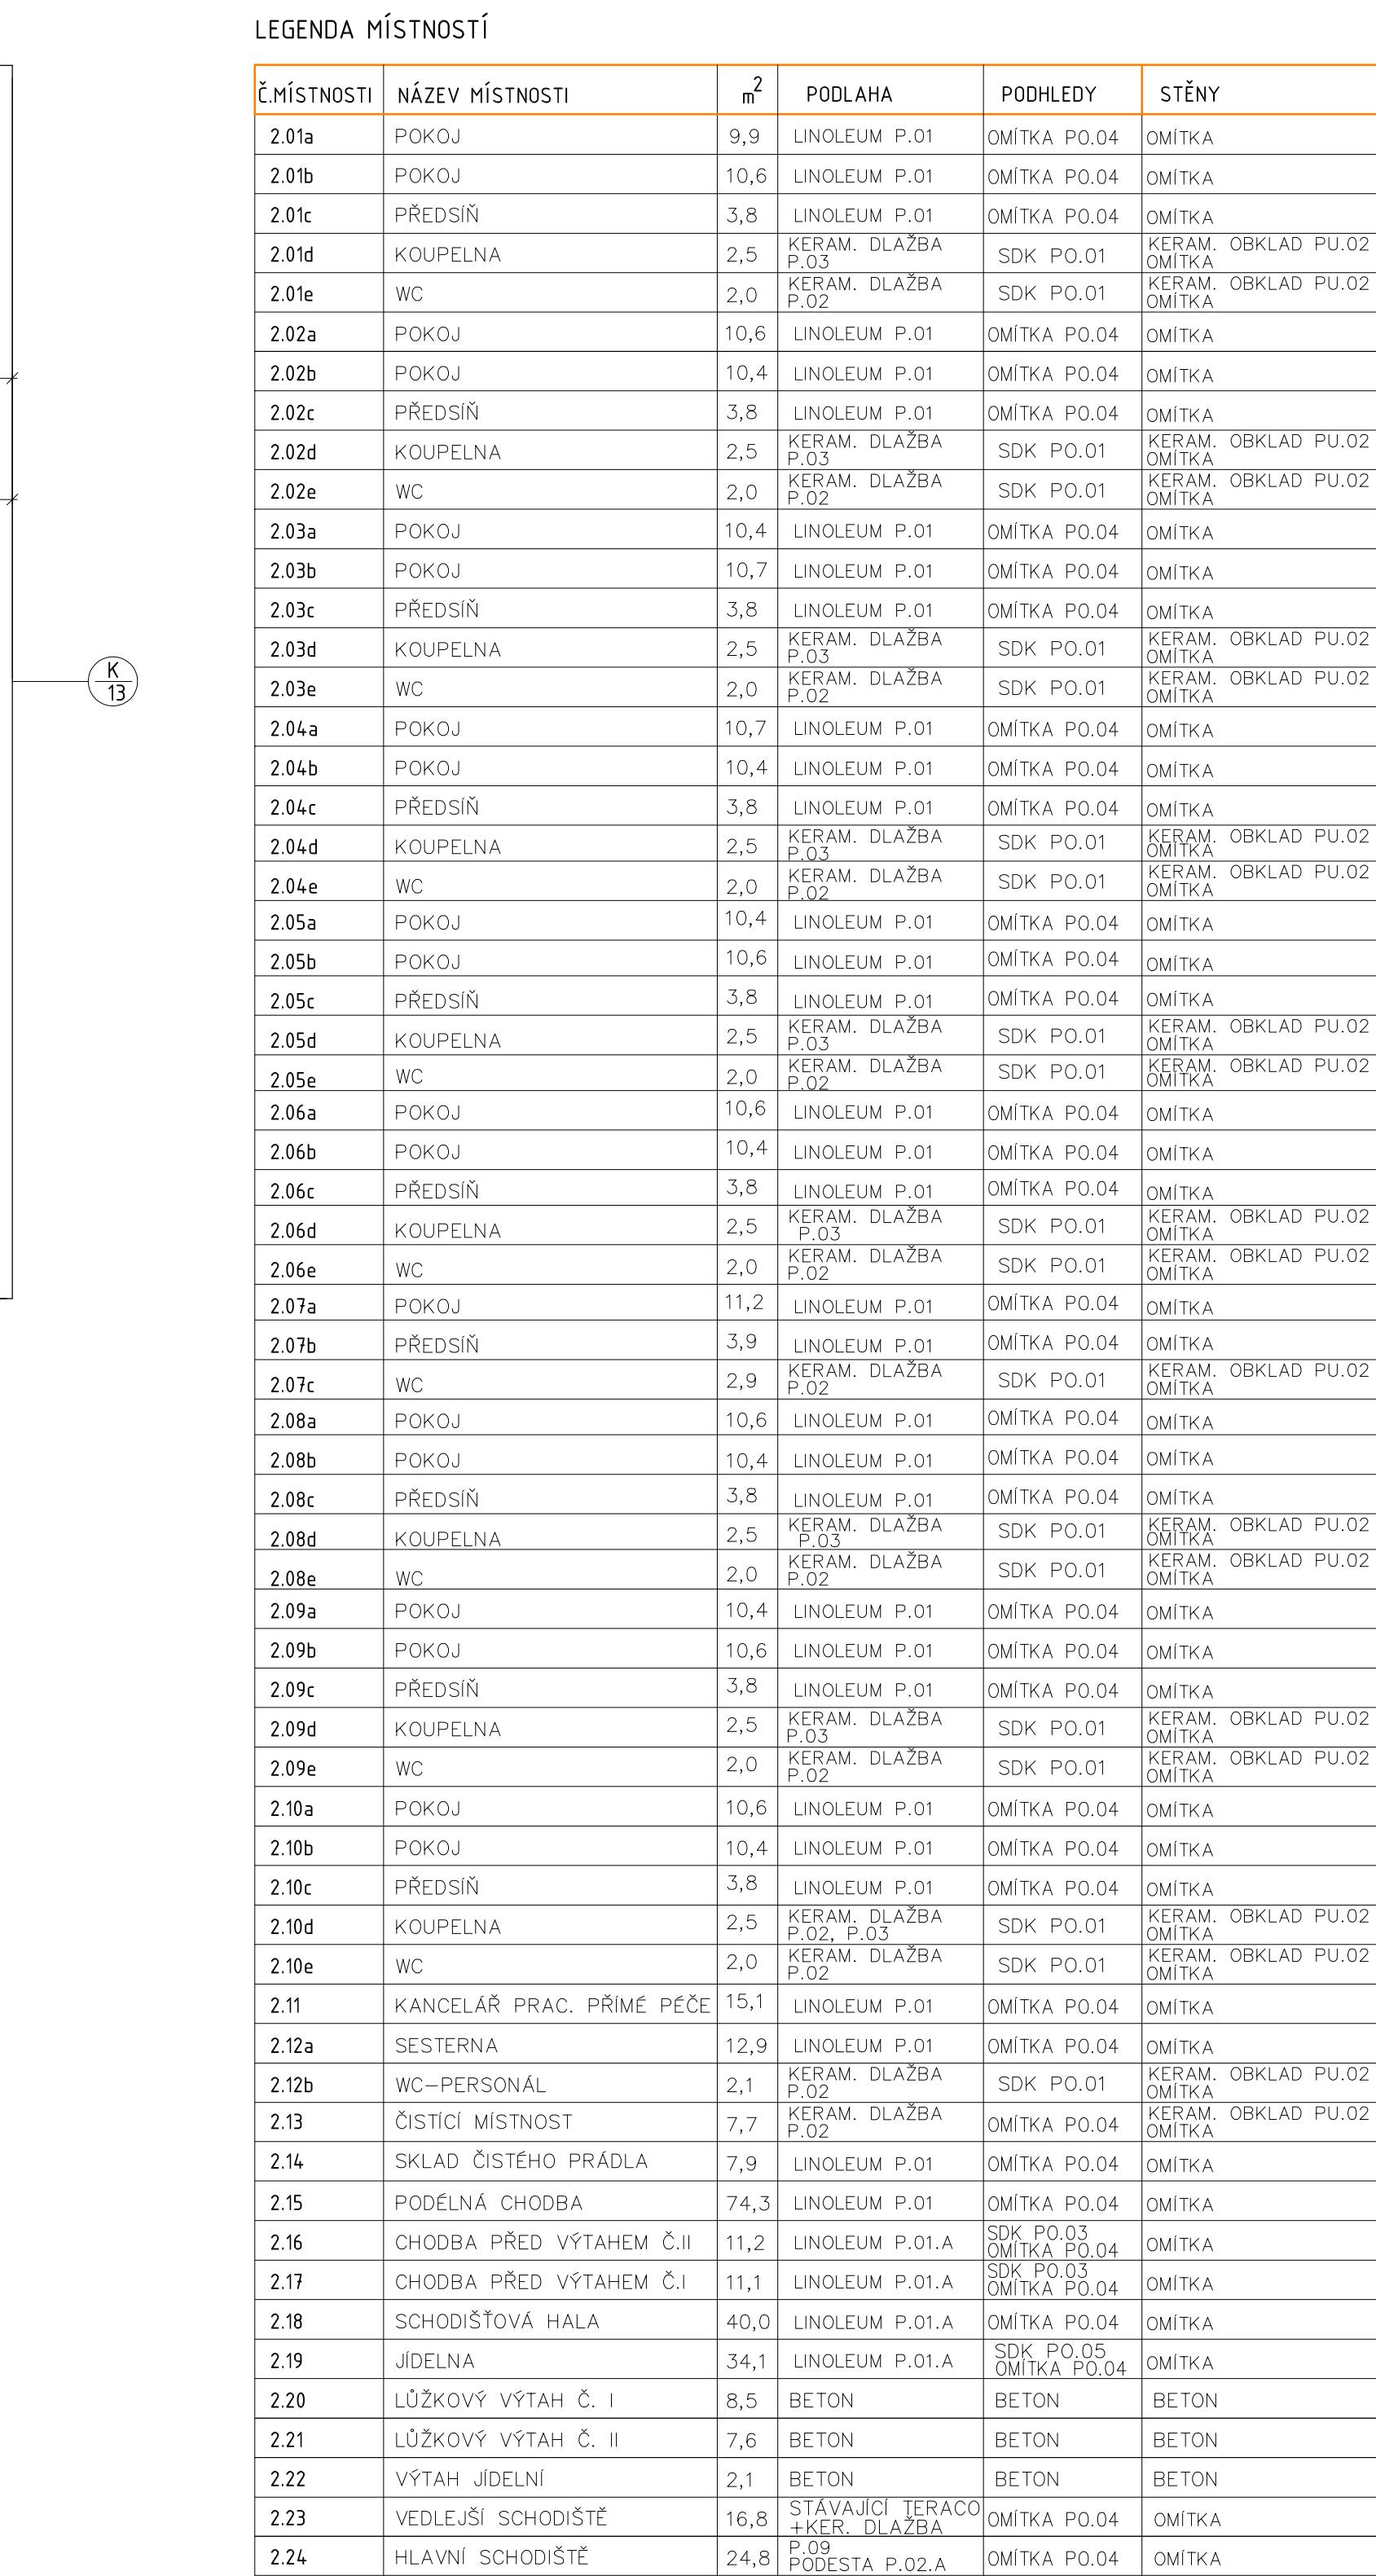 LEGENDA MÍSTNOSTÍ
Č.MÍSTNOSTI NÁZEV MÍSTNOSTI m2 PODLAHA PODHLEDY STĚNY
2.01a POKOJ 9,9 LINOLEUM P.01 OMÍTKA PO.04 OMÍTKA
2.01b POKOJ 10,6 LINOLEUM P.01 OMÍTKA PO.04 OMÍTKA
2.01c PŘEDSÍŇ 3,8 LINOLEUM P.01 OMÍTKA PO.04 OMÍTKA
2.01d KOUPELNA 2,5 KERAM. DLAŽBA P.03 SDK PO.01 KERAM. OBKLAD PU.02 OMÍTKA
2.01e WC 2,0 KERAM. DLAŽBA P.02 SDK PO.01 KERAM. OBKLAD PU.02 OMÍTKA
2.02a POKOJ 10,6 LINOLEUM P.01 OMÍTKA PO.04 OMÍTKA
2.02b POKOJ 10,4 LINOLEUM P.01 OMÍTKA PO.04 OMÍTKA
2.02c PŘEDSÍŇ 3,8 LINOLEUM P.01 OMÍTKA PO.04 OMÍTKA
2.02d KOUPELNA 2,5 KERAM. DLAŽBA P.03 SDK PO.01 KERAM. OBKLAD PU.02 OMÍTKA
2.02e WC 2,0 KERAM. DLAŽBA P.02 SDK PO.01 KERAM. OBKLAD PU.02 OMÍTKA
2.03a POKOJ 10,4 LINOLEUM P.01 OMÍTKA PO.04 OMÍTKA
2.03b POKOJ 10,7 LINOLEUM P.01 OMÍTKA PO.04 OMÍTKA
2.03c PŘEDSÍŇ 3,8 LINOLEUM P.01 OMÍTKA PO.04 OMÍTKA
2.03d KOUPELNA 2,5 KERAM. DLAŽBA P.03 SDK PO.01 KERAM. OBKLAD PU.02 OMÍTKA
K
13
2.03e WC 2,0 KERAM. DLAŽBA P.02 SDK PO.01 KERAM. OBKLAD PU.02 OMÍTKA
2.04a POKOJ 10,7 LINOLEUM P.01 OMÍTKA PO.04 OMÍTKA
2.04b POKOJ 10,4 LINOLEUM P.01 OMÍTKA PO.04 OMÍTKA
2.04c PŘEDSÍŇ 3,8 LINOLEUM P.01 OMÍTKA PO.04 OMÍTKA
2.04d KOUPELNA 2,5 KERAM. DLAŽBA P.03 SDK PO.01 KERAM. OBKLAD PU.02 OMÍTKA
2.04e WC 2,0 KERAM. DLAŽBA P.02 SDK PO.01 KERAM. OBKLAD PU.02 OMÍTKA
2.05a POKOJ 10,4 LINOLEUM P.01 OMÍTKA PO.04 OMÍTKA
2.05b POKOJ 10,6 LINOLEUM P.01 OMÍTKA PO.04 OMÍTKA
2.05c PŘEDSÍŇ 3,8 LINOLEUM P.01 OMÍTKA PO.04 OMÍTKA
2.05d KOUPELNA 2,5 KERAM. DLAŽBA P.03 SDK PO.01 KERAM. OBKLAD PU.02 OMÍTKA
2.05e WC 2,0 KERAM. DLAŽBA P.02 SDK PO.01 KERAM. OBKLAD PU.02 OMÍTKA
2.06a POKOJ 10,6 LINOLEUM P.01 OMÍTKA PO.04 OMÍTKA
2.06b POKOJ 10,4 LINOLEUM P.01 OMÍTKA PO.04 OMÍTKA
2.06c PŘEDSÍŇ 3,8 LINOLEUM P.01 OMÍTKA PO.04 OMÍTKA
2.06d KOUPELNA 2,5 KERAM. DLAŽBA P.03 SDK PO.01 KERAM. OBKLAD PU.02 OMÍTKA
2.06e WC 2,0 KERAM. DLAŽBA P.02 SDK PO.01 KERAM. OBKLAD PU.02 OMÍTKA
2.07a POKOJ 11,2 LINOLEUM P.01 OMÍTKA PO.04 OMÍTKA
2.07b PŘEDSÍŇ 3,9 LINOLEUM P.01 OMÍTKA PO.04 OMÍTKA
2.07c WC 2,9 KERAM. DLAŽBA P.02 SDK PO.01 KERAM. OBKLAD PU.02 OMÍTKA
2.08a POKOJ 10,6 LINOLEUM P.01 OMÍTKA PO.04 OMÍTKA
2.08b POKOJ 10,4 LINOLEUM P.01 OMÍTKA PO.04 OMÍTKA
2.08c PŘEDSÍŇ 3,8 LINOLEUM P.01 OMÍTKA PO.04 OMÍTKA
2.08d KOUPELNA 2,5 KERAM. DLAŽBA P.03 SDK PO.01 KERAM. OBKLAD PU.02 OMÍTKA
2.08e WC 2,0 KERAM. DLAŽBA P.02 SDK PO.01 KERAM. OBKLAD PU.02 OMÍTKA
2.09a POKOJ 10,4 LINOLEUM P.01 OMÍTKA PO.04 OMÍTKA
2.09b POKOJ 10,6 LINOLEUM P.01 OMÍTKA PO.04 OMÍTKA
2.09c PŘEDSÍŇ 3,8 LINOLEUM P.01 OMÍTKA PO.04 OMÍTKA
2.09d KOUPELNA 2,5 KERAM. DLAŽBA P.03 SDK PO.01 KERAM. OBKLAD PU.02 OMÍTKA
2.09e WC 2,0 KERAM. DLAŽBA P.02 SDK PO.01 KERAM. OBKLAD PU.02 OMÍTKA
2.10a POKOJ 10,6 LINOLEUM P.01 OMÍTKA PO.04 OMÍTKA
2.10b POKOJ 10,4 LINOLEUM P.01 OMÍTKA PO.04 OMÍTKA
2.10c PŘEDSÍŇ 3,8 LINOLEUM P.01 OMÍTKA PO.04 OMÍTKA
2.10d KOUPELNA 2,5 KERAM. DLAŽBA P.02, P.03 SDK PO.01 KERAM. OBKLAD PU.02 OMÍTKA
2.10e WC 2,0 KERAM. DLAŽBA P.02 SDK PO.01 KERAM. OBKLAD PU.02 OMÍTKA
2.11 KANCELÁŘ PRAC. PŘÍMÉ PÉČE 15,1 LINOLEUM P.01 OMÍTKA PO.04 OMÍTKA
2.12a SESTERNA 12,9 LINOLEUM P.01 OMÍTKA PO.04 OMÍTKA
2.12b WC-PERSONÁL 2,1 KERAM. DLAŽBA P.02 SDK PO.01 KERAM. OBKLAD PU.02 OMÍTKA
2.13 ČISTÍCÍ MÍSTNOST 7,7 KERAM. DLAŽBA P.02 OMÍTKA PO.04 KERAM. OBKLAD PU.02 OMÍTKA
2.14 SKLAD ČISTÉHO PRÁDLA 7,9 LINOLEUM P.01 OMÍTKA PO.04 OMÍTKA
2.15 PODÉLNÁ CHODBA 74,3 LINOLEUM P.01 OMÍTKA PO.04 OMÍTKA
2.16 CHODBA PŘED VÝTAHEM Č.II 11,2 LINOLEUM P.01.A SDK PO.03 OMÍTKA PO.04 OMÍTKA
2.17 CHODBA PŘED VÝTAHEM Č.I 11,1 LINOLEUM P.01.A SDK PO.03 OMÍTKA PO.04 OMÍTKA
2.18 SCHODIŠŤOVÁ HALA 40,0 LINOLEUM P.01.A OMÍTKA PO.04 OMÍTKA
2.19 JÍDELNA 34,1 LINOLEUM P.01.A SDK PO.05 OMÍTKA PO.04 OMÍTKA
2.20 LŮŽKOVÝ VÝTAH Č. I 8,5 BETON BETON BETON
2.21 LŮŽKOVÝ VÝTAH Č. II 7,6 BETON BETON BETON
2.22 VÝTAH JÍDELNÍ 2,1 BETON BETON BETON
2.23 VEDLEJŠÍ SCHODIŠTĚ 16,8 STÁVAJÍCÍ TERACO +KER. DLAŽBA OMÍTKA PO.04 OMÍTKA
2.24 HLAVNÍ SCHODIŠTĚ 24,8 P.09 PODESTA P.02.A OMÍTKA PO.04 OMÍTKA